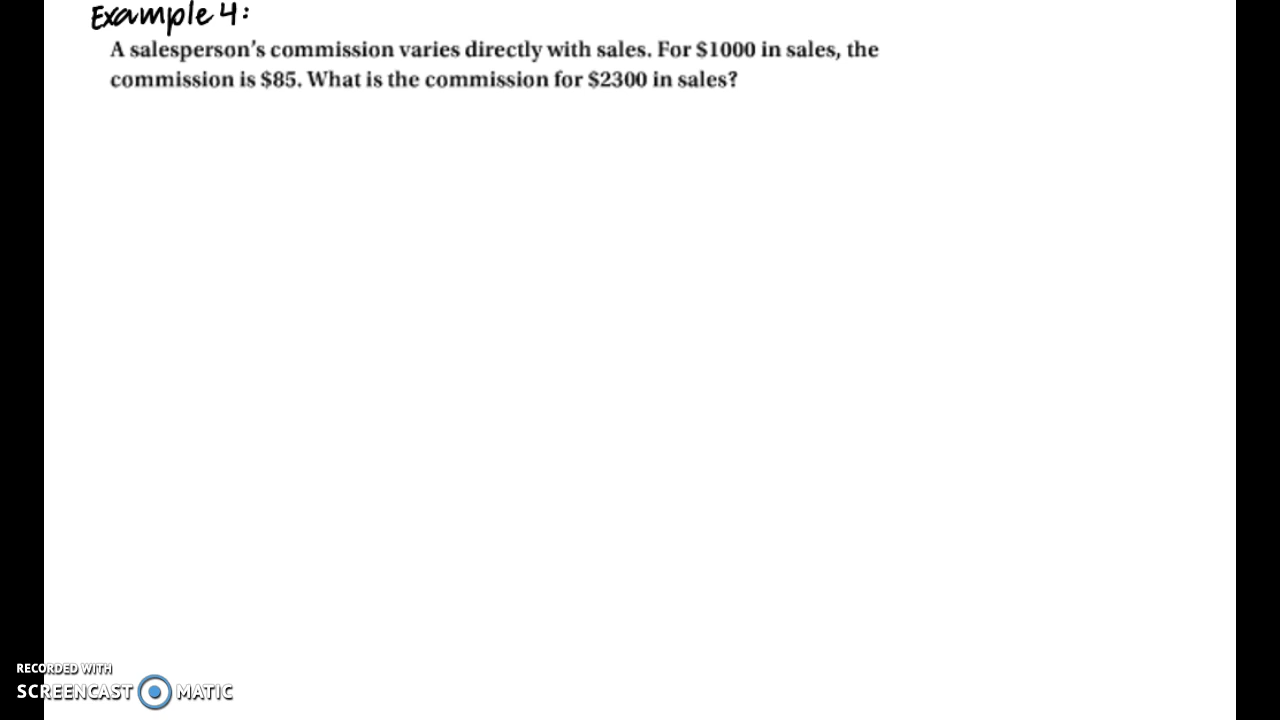 Example 4:
A salesperson's commission varies directly with sales. For $1000 in sales, the
commission is $85. What is the commission for $2300 in sales?
RECORDED WITH
SCREENCAST MATIC